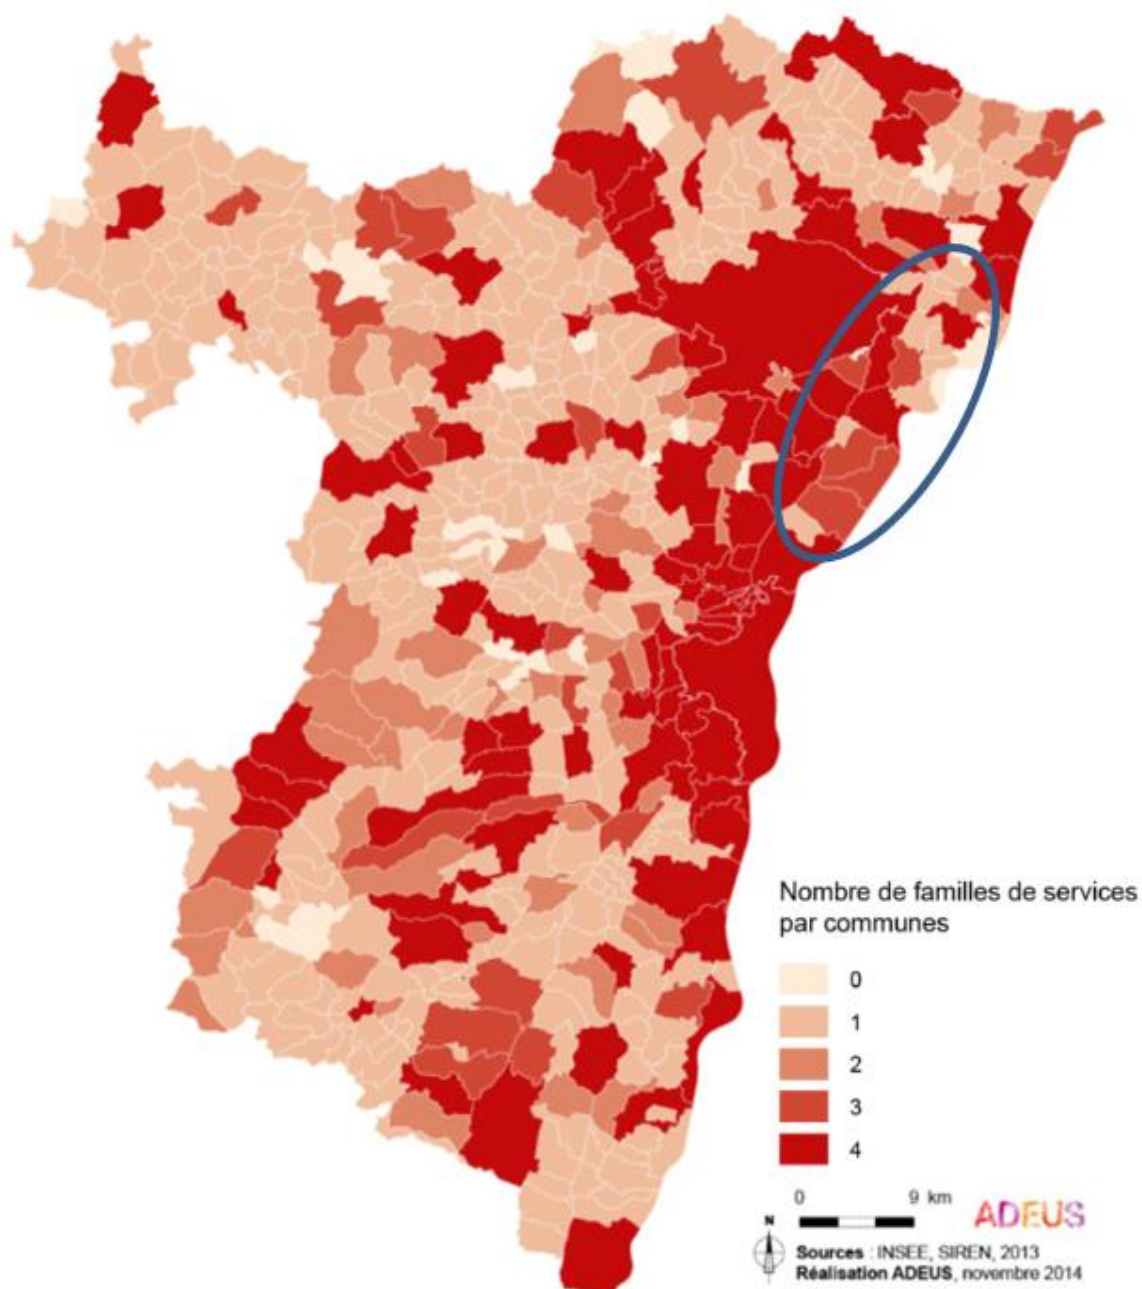 Nombre de familles de services
par communes
0
1
2
3
4
0 9 km
ADEUS
N
Sources : INSEE, SIREN, 2013
Réalisation ADEUS, novembre 2014